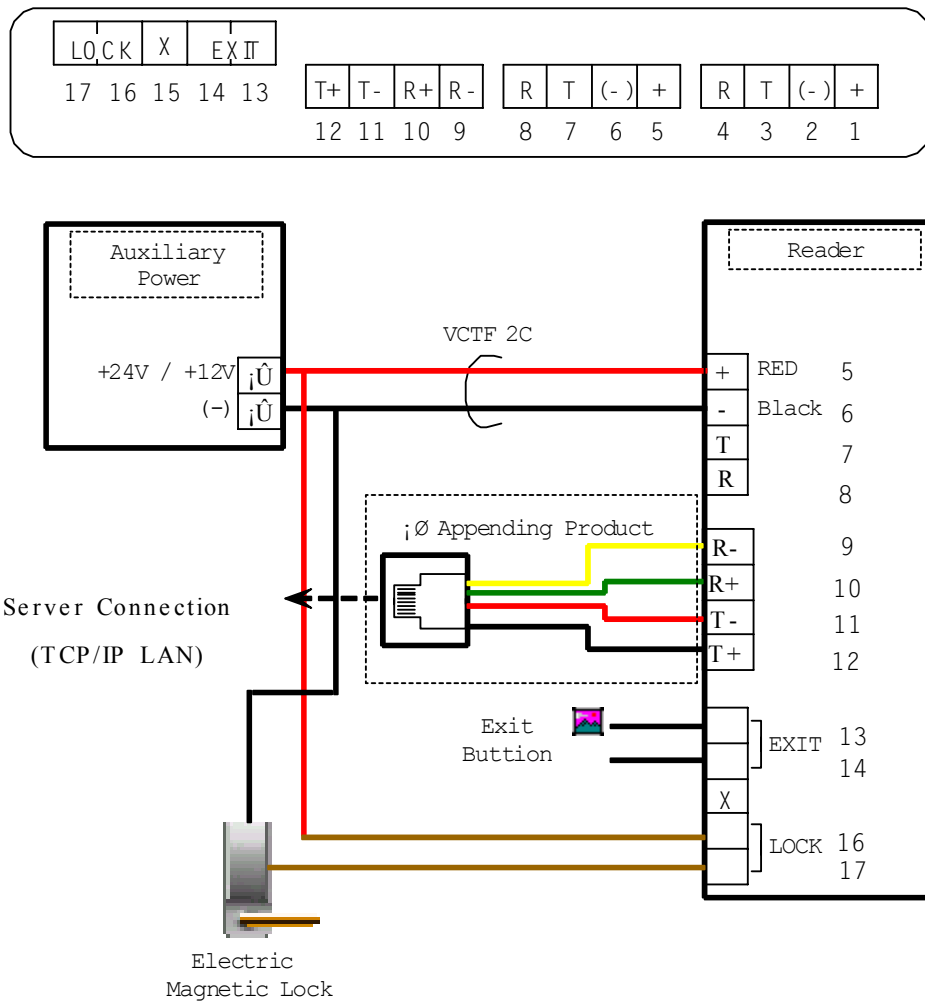 LOCK X EXIT
17 16 15 14 13
T+ T- R+ R- R T (-) + R T (-) +
12 11 10 9 8 7 6 5 4 3 2 1
Auxiliary
Power
Reader
VCTF 2C
+24V / +12V ¡Û
(-) ¡Û
+ RED 5
- Black 6
T 7
R 8
¡Ø Appending Product
R- 9
R+ 10
T- 11
T+ 12
Server Connection
(TCP/IP LAN)
Exit
Buttion
EXIT 13
14
X
LOCK 16
17
Electric
Magnetic Lock